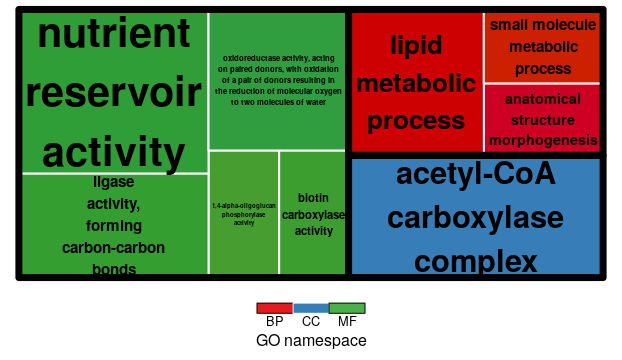 nutrient
reservoir
activity
ligase
activity,
forming
carbon-carbon
bonds
oxidoreductase activity, acting
on paired donors, with oxidation
of a pair of donors resulting in
the reduction of molecular oxygen
to two molecules of water
1,4-alpha-oligoglucan
phosphorylase
activity
biotin
carboxylase
activity
lipid
metabolic
process
small molecule
metabolic
process
anatomical
structure
morphogenesis
acetyl-CoA
carboxylase
complex
BP CC MF
GO namespace